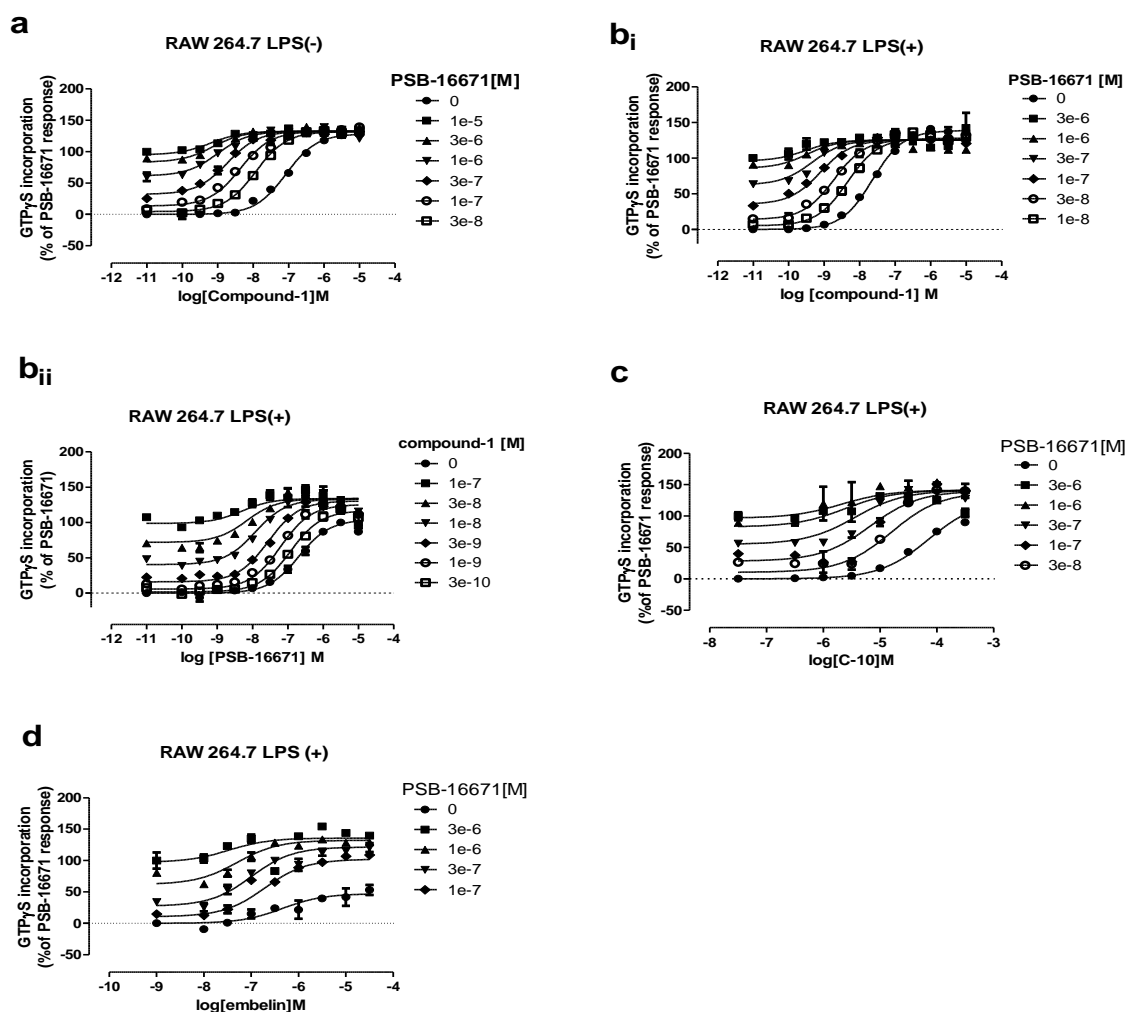 a
RAW 264.7 LPS(-)
GTPγS incorporation
(% of PSB-16671 response)
200
150
100
50
0
50
-12 -11 -10 -9 -8 -7 -6 -5 -4
log[Compound-1]M
PSB-16671[M]
0
1e-5
3e-6
1e-6
3e-7
1e-7
3e-8
bi
RAW 264.7 LPS(+)
GTPγS incorporation
(% of PSB-16671 response)
200
150
100
50
0
-12 -11 -10 -9 -8 -7 -6 -5 -4
log [compound-1] M
PSB-16671 [M]
0
3e-6
1e-6
3e-7
1e-7
3e-8
1e-8
bii
RAW 264.7 LPS(+)
GTPγS incorporation
(% of PSB-16671)
200
150
100
50
0
-12 -11 -10 -9 -8 -7 -6 -5 -4
log [PSB-16671] M
compound-1 [M]
0
1e-7
3e-8
1e-8
3e-9
1e-9
3e-10
c
RAW 264.7 LPS(+)
GTPγS incorporation
(%of PSB-16671 response)
200
150
100
50
0
50
-8 -7 -6 -5 -4 -3
log[C-10]M
PSB-16671[M]
0
3e-6
1e-6
3e-7
1e-7
3e-8
d
RAW 264.7 LPS (+)
GTPγS incorporation
(%of PSB-16671 response)
200
150
100
50
0
50
-10 -9 -8 -7 -6 -5 -4
log[embelin]M
PSB-16671[M]
0
3e-6
1e-6
3e-7
1e-7